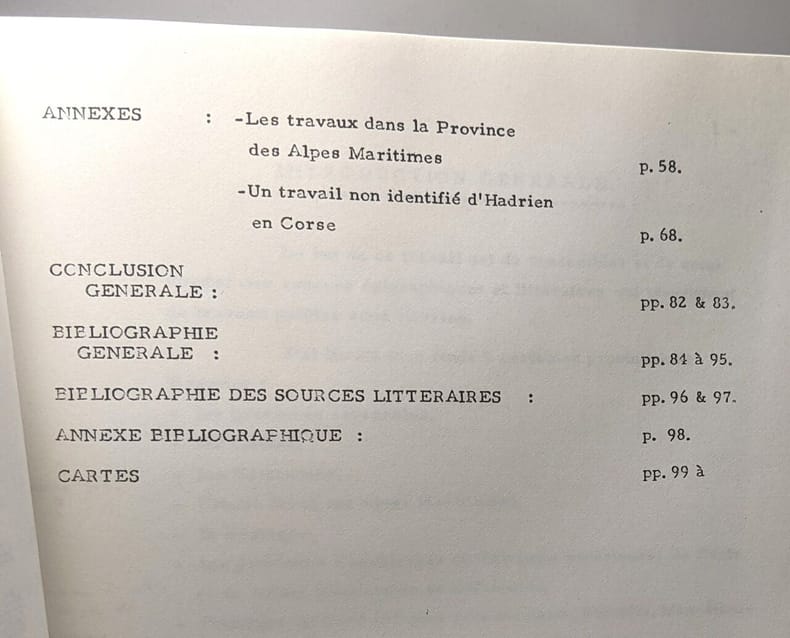 ANNEXES : -Les travaux dans la Province
des Alpes Maritimes p. 58.
-Un travail non identifié d'Hadrien
en Corse p. 68.
CONCLUSION
GENERALE : pp. 82 & 83.
BIBLIOGRAPHIE
GENERALE : pp. 84 à 95.
BIBLIOGRAPHIE DES SOURCES LITTERAIRES : pp. 96 & 97.
ANNEXE BIBLIOGRAPHIQUE : p. 98.
CARTES pp. 99 à